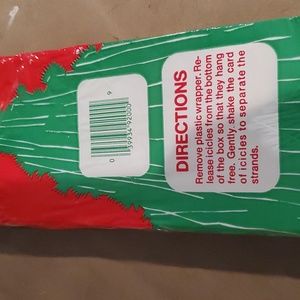 DIRECTIONS
Remove plastic wrapper. Re-
lease icicles from the bottom
of the box so that they hang
free. Gently shake the card
of icicles to separate the
strands.